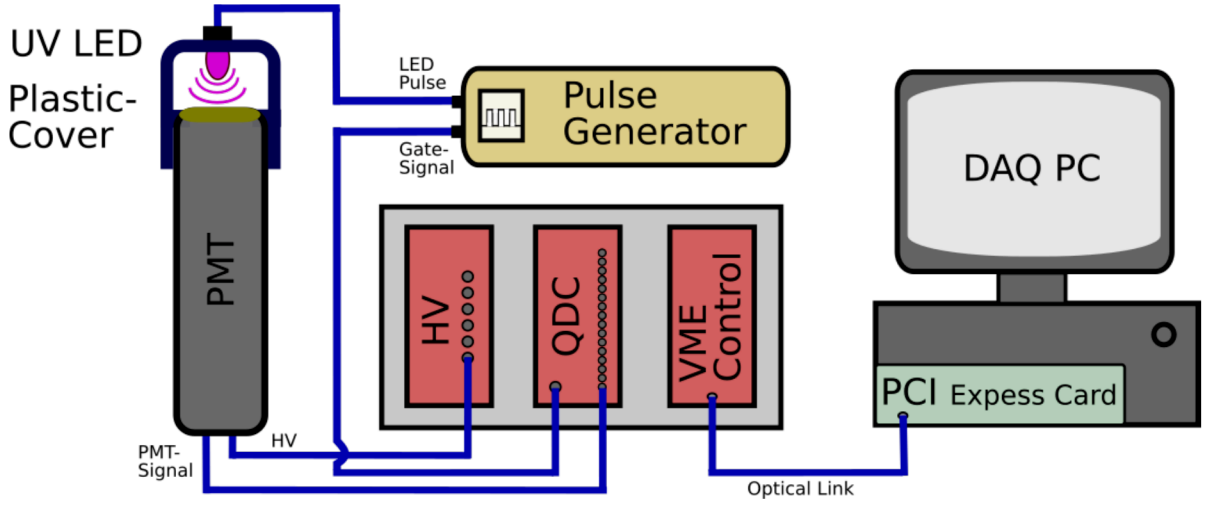 UV LED
Plastic-
Cover
LED
Pulse
Gate-
Signal
Pulse
Generator
DAQ PC
PMT
HV
QDC
VME
Control
PCI Expess Card
PMT-
Signal
HV
Optical Link